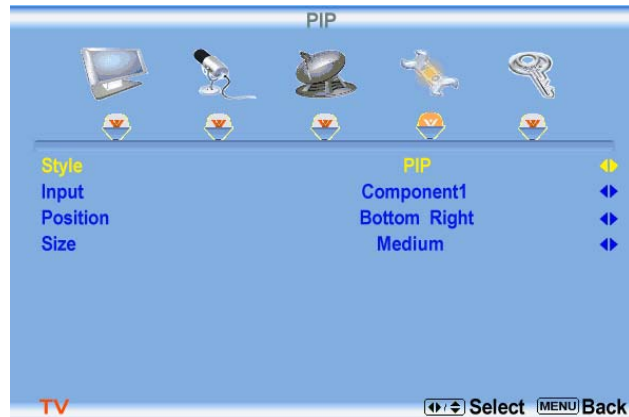 PIP
Style PIP
Input Component1
Position Bottom Right
Size Medium
TV Select MENU Back